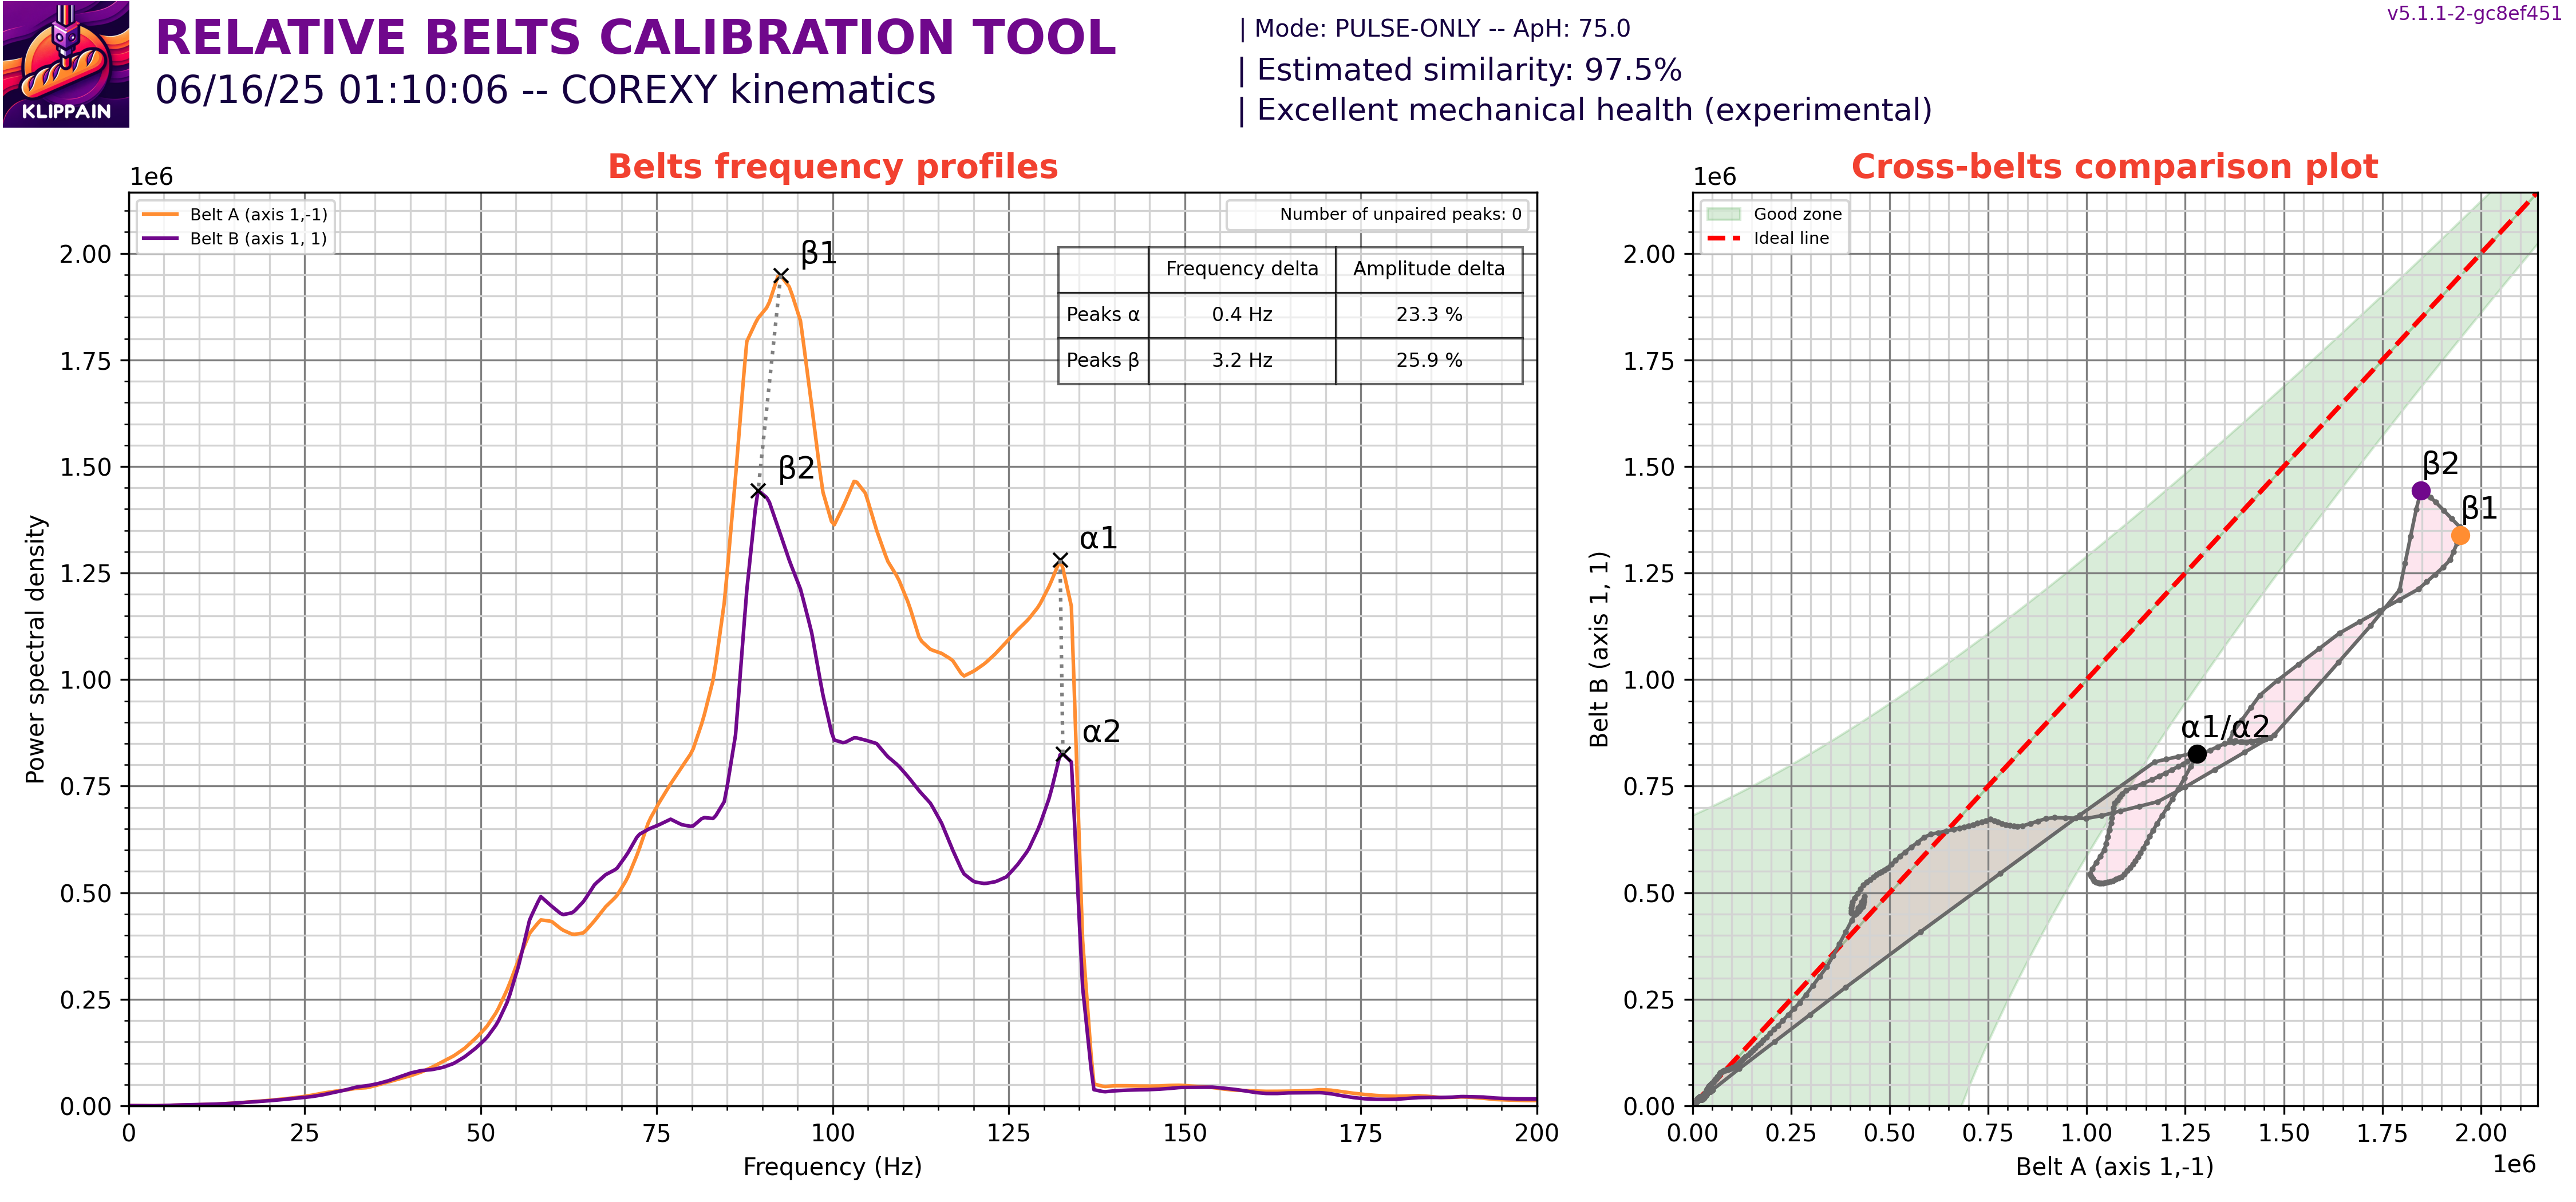 v5.1.1-2-gc8ef451
KLIPPAIN
RELATIVE BELTS CALIBRATION TOOL
06/16/25 01:10:06 -- COREXY kinematics
| Mode: PULSE-ONLY -- ApH: 75.0
| Estimated similarity: 97.5%
| Excellent mechanical health (experimental)
Belts frequency profiles
1e6
Belt A (axis 1,-1)
Belt B (axis 1, 1)
Number of unpaired peaks: 0
Frequency delta Amplitude delta
Peaks α 0.4 Hz 23.3 %
Peaks β 3.2 Hz 25.9 %
β1
β2
α1
α2
Power spectral density
2.00
1.75
1.50
1.25
1.00
0.75
0.50
0.25
0.00
0 25 50 75 100 125 150 175 200
Frequency (Hz)
Cross-belts comparison plot
1e6
Good zone
Ideal line
β2
β1
α1/α2
Belt B (axis 1, 1)
2.00
1.75
1.50
1.25
1.00
0.75
0.50
0.25
0.00
0.00 0.25 0.50 0.75 1.00 1.25 1.50 1.75 2.00
Belt A (axis 1,-1)
1e6